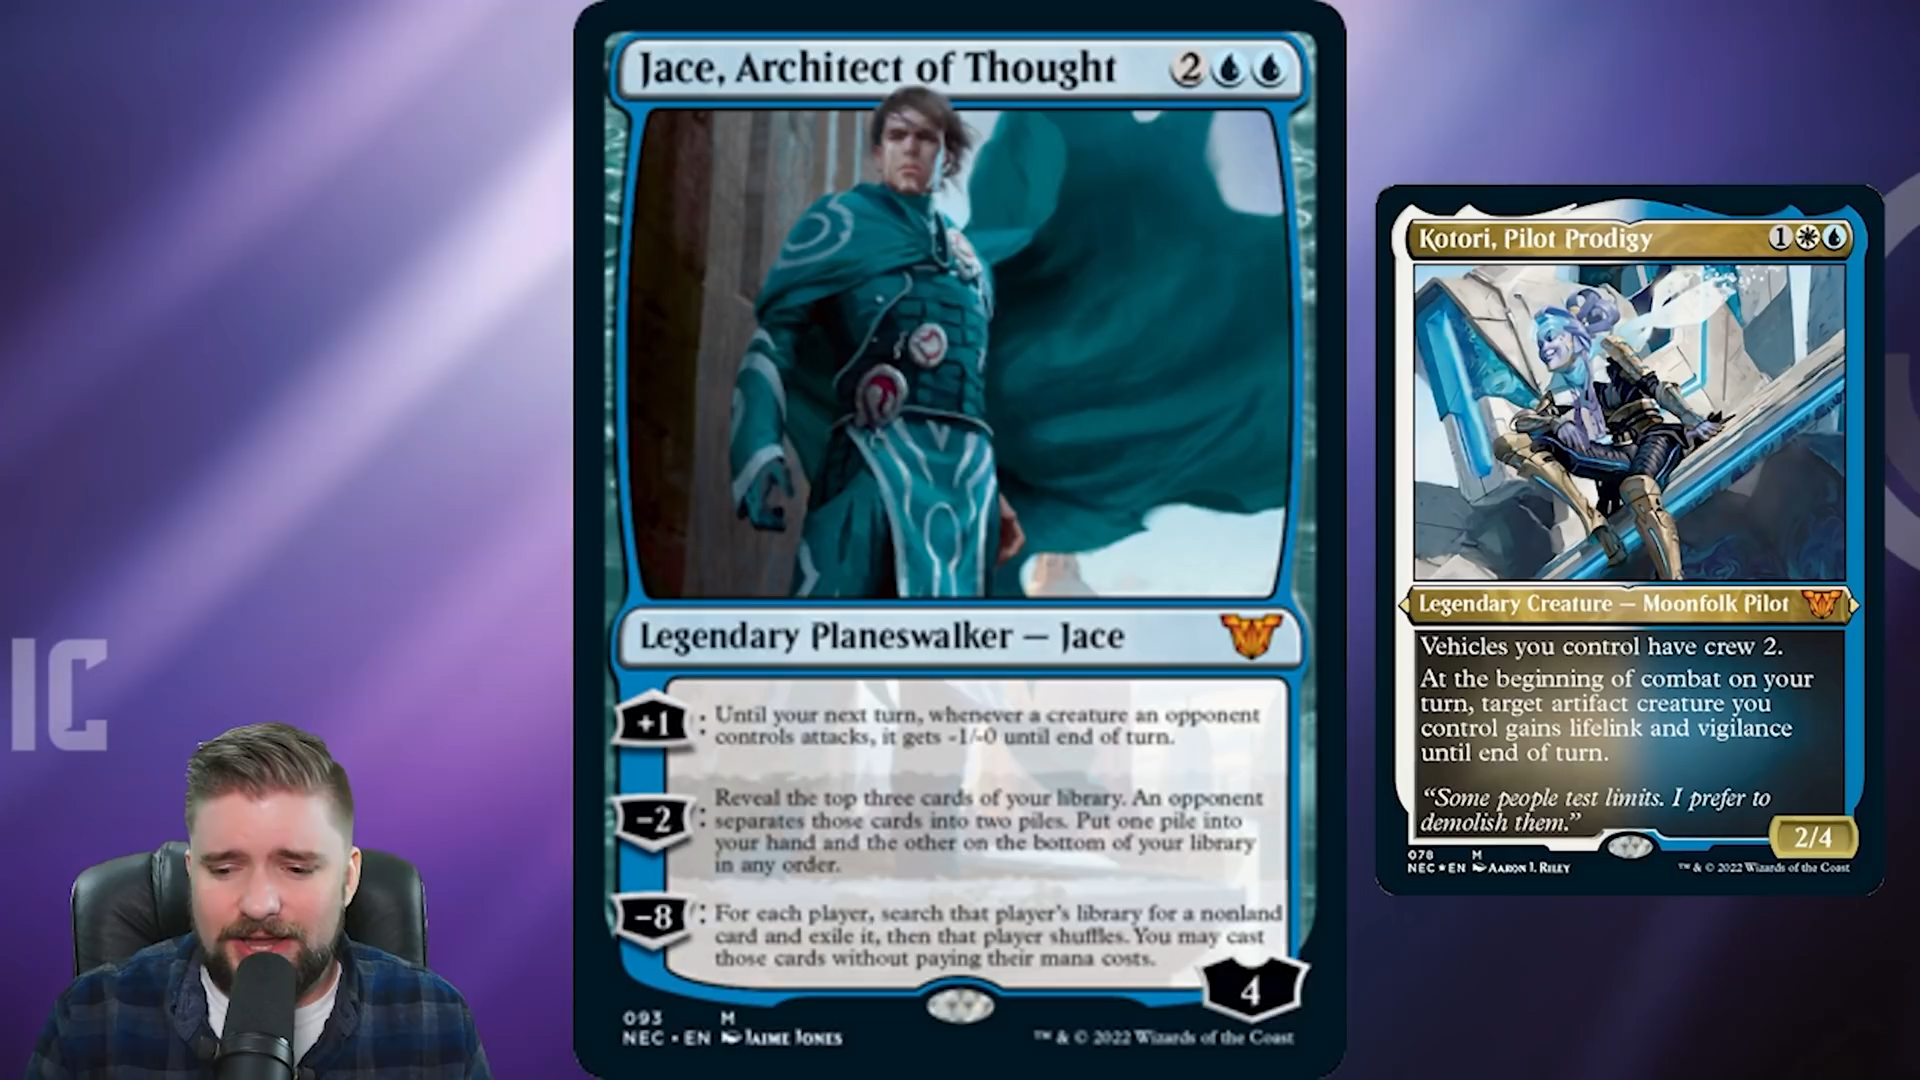 Jace, Architect of Thought 2
Legendary Planeswalker — Jace
+1 : Until your next turn, whenever a creature an opponent
controls attacks, it gets -1/-0 until end of turn.
-2 : Reveal the top three cards of your library. An opponent
separates those cards into two piles. Put one pile into
your hand and the other on the bottom of your library
in any order.
-8 : For each player, search that player's library for a nonland
card and exile it, then that player shuffles. You may cast
those cards without paying their mana costs.
4
093 M
NEC • EN Jaime Jones
™ & © 2022 Wizards of the Coast
Kotori, Pilot Prodigy 1
Legendary Creature — Moonfolk Pilot
Vehicles you control have crew 2.
At the beginning of combat on your
turn, target artifact creature you
control gains lifelink and vigilance
until end of turn.
“Some people test limits. I prefer to
demolish them.”
2/4
078 M
NEC ★ EN Aaron J. Riley
™ & © 2022 Wizards of the Coast
IC